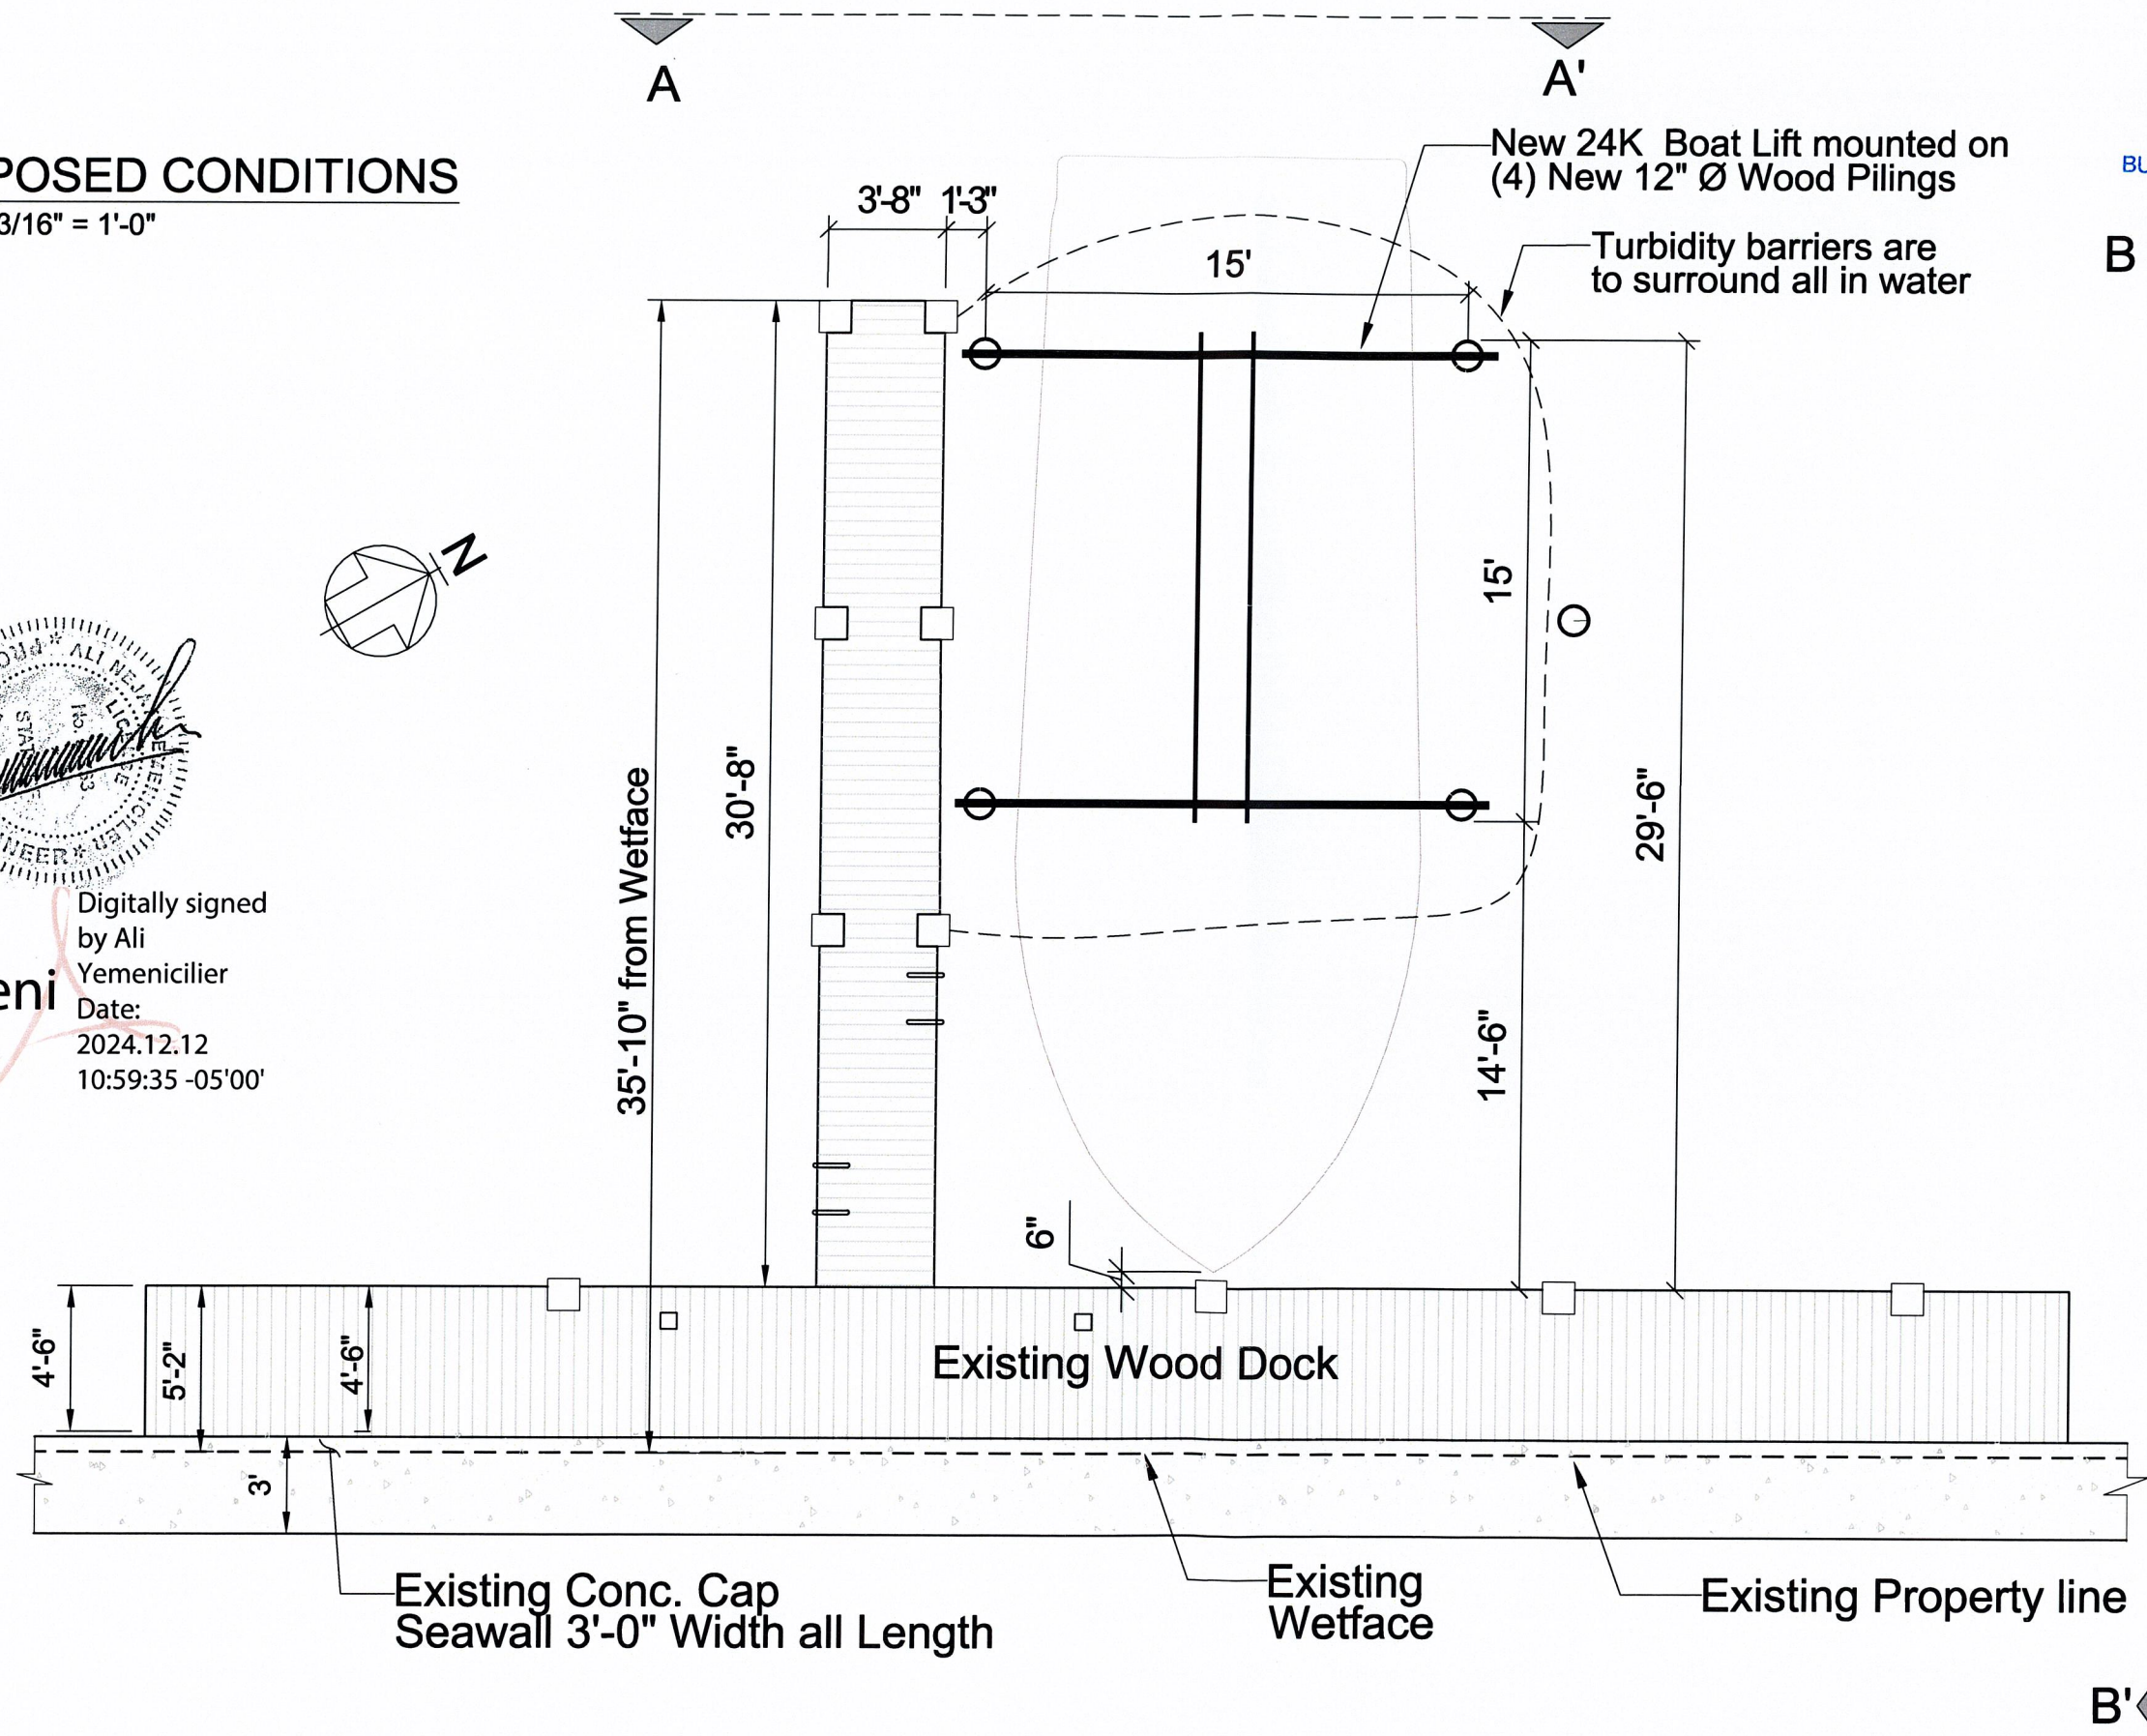 A
A'
POSED CONDITIONS
3/16" = 1'-0"
New 24K Boat Lift mounted on
(4) New 12" Ø Wood Pilings
BU
3'-8"
1'-3"
Turbidity barriers are
to surround all in water
B
15'
N
15'
30'-8"
29'-6"
35'-10" from Wetface
Digitally signed
by Ali
Yemenicilier
Date:
2024.12.12
10:59:35 -05'00'
eni
14'-6"
6"
4'-6"
5'-2"
4'-6"
Existing Wood Dock
3'
Existing Conc. Cap
Seawall 3'-0" Width all Length
Existing
Wetface
Existing Property line
B'